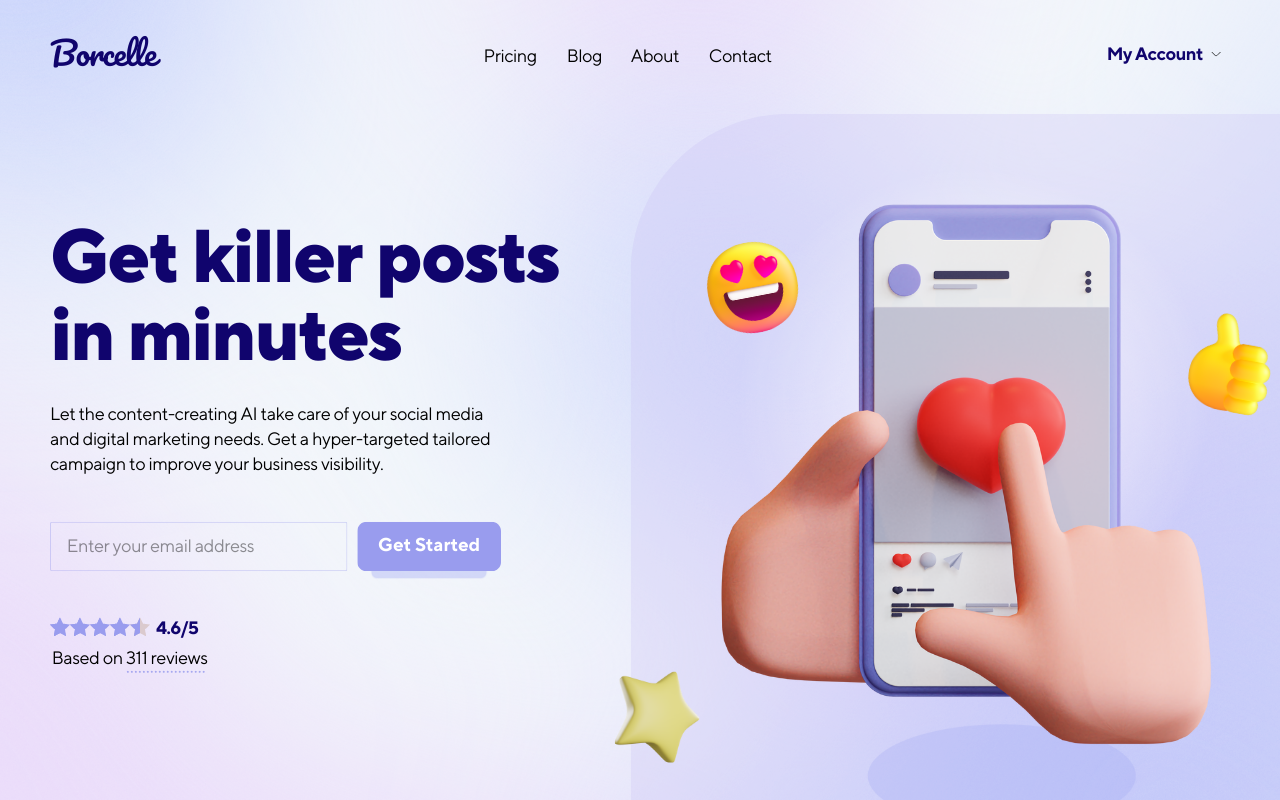 Borcelle
Pricing Blog About Contact
My Account
Get killer posts
in minutes
Let the content-creating AI take care of your social media
and digital marketing needs. Get a hyper-targeted tailored
campaign to improve your business visibility.
Enter your email address
Get Started
4.6/5
Based on 311 reviews